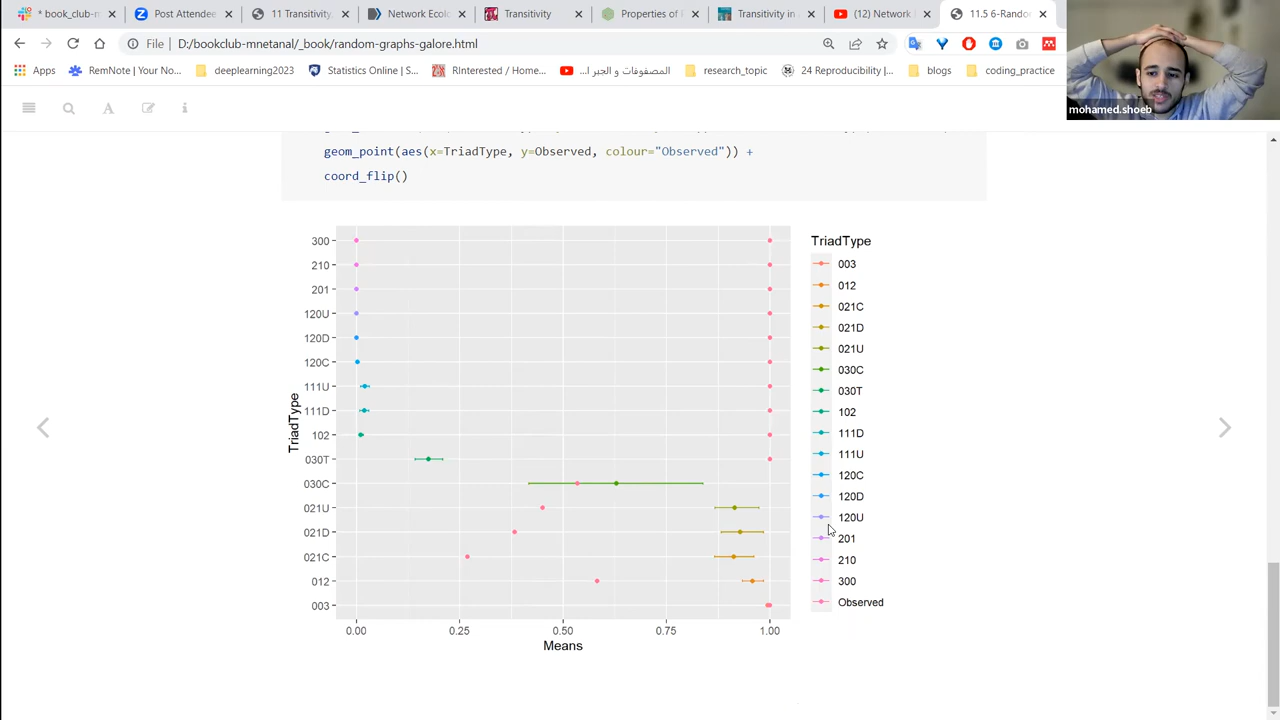 * book_club-m
Post Attendee
11 Transitivity,
Network Ecolo
Transitivity
Properties of R
Transitivity in
(12) Network
11.5 6-Rando
File
D:/bookclub-mnetanal/_book/random-graphs-galore.html
Apps
RemNote | Your No...
deeplearning2023
Statistics Online | S...
RInterested / Home...
المصفوفات و الجبر ا...
research_topic
24 Reproducibility |...
blogs
coding_practice
mohamed.shoeb
geom_point(aes(x=TriadType, y=Observed, colour="Observed")) +
coord_flip()
TriadType
300
210
201
120U
120D
120C
111U
111D
102
030T
030C
021U
021D
021C
012
003
0.00
0.25
0.50
0.75
1.00
Means
TriadType
003
012
021C
021D
021U
030C
030T
102
111D
111U
120C
120D
120U
201
210
300
Observed